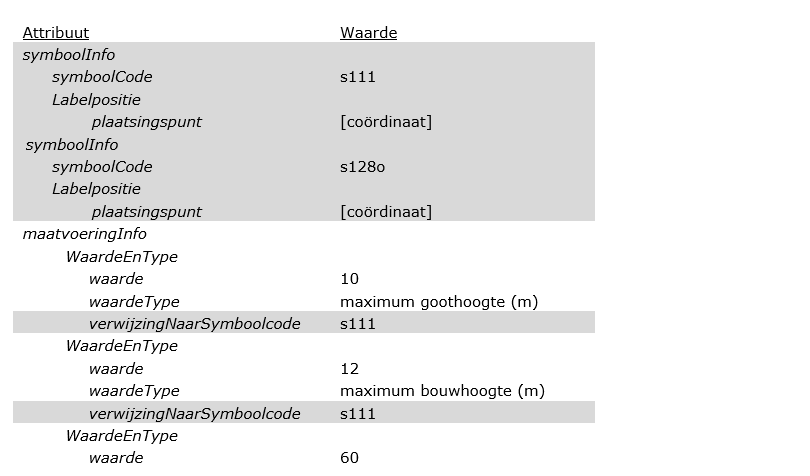 Attribuut Waarde
symboolInfo
symboolCode s111
Labelpositie
plaatsingspunt [coördinaat]
symboolInfo
symboolCode s128o
Labelpositie
plaatsingspunt [coördinaat]
maatvoeringInfo
WaardeEnType
waarde 10
waardeType maximum goothoogte (m)
verwijzingNaarSymboolcode s111
WaardeEnType
waarde 12
waardeType maximum bouwhoogte (m)
verwijzingNaarSymboolcode s111
WaardeEnType
waarde 60